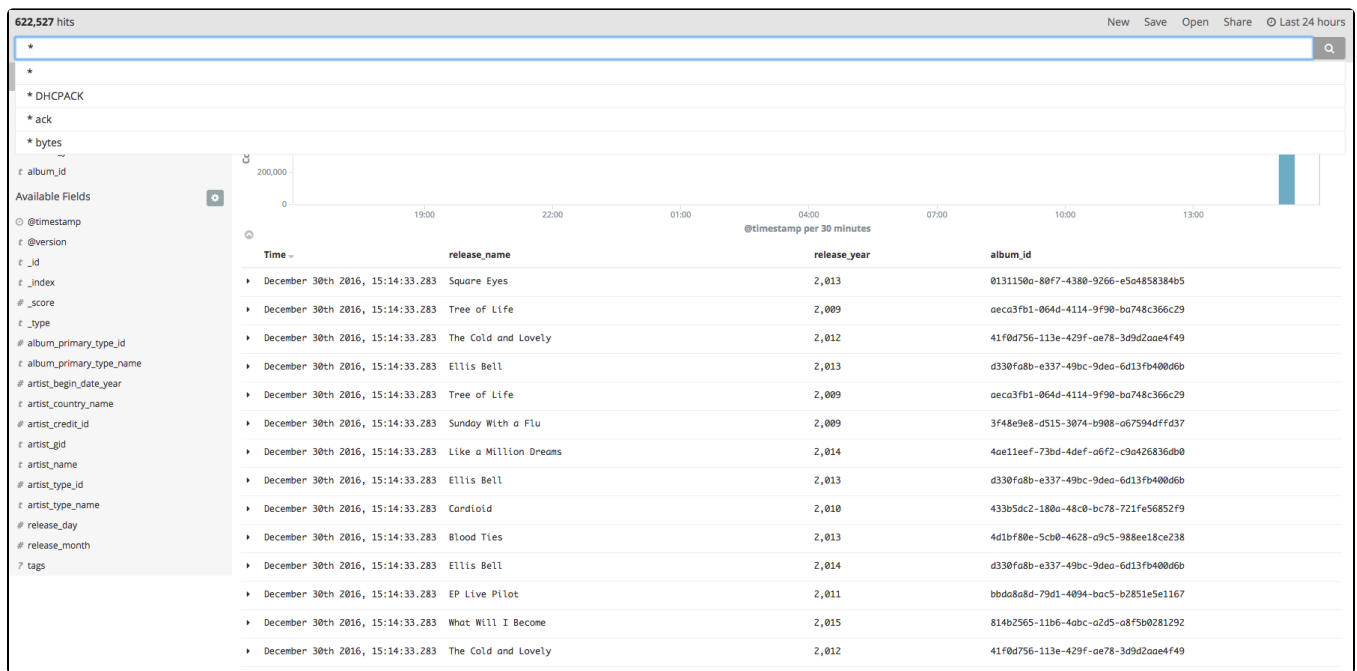 622,527 hits New Save Open Share Last 24 hours
*
*
* DHCPACK
* ack
* bytes
t album_id
Available Fields
@timestamp
t @version
t _id
t _index
# _score
t _type
# album_primary_type_id
t album_primary_type_name
# artist_begin_date_year
t artist_country_name
# artist_credit_id
t artist_gid
t artist_name
# artist_type_id
t artist_type_name
# release_day
# release_month
? tags
200,000
0
19:00 22:00 01:00 04:00 07:00 10:00 13:00
@timestamp per 30 minutes
Time release_name release_year album_id
December 30th 2016, 15:14:33.283 Square Eyes 2,013 0131150a-80f7-4380-9266-e5a4858384b5
December 30th 2016, 15:14:33.283 Tree of Life 2,009 aeca3fb1-064d-4114-9f90-ba748c366c29
December 30th 2016, 15:14:33.283 The Cold and Lovely 2,012 41f0d756-113e-429f-ae78-3d9d2aae4f49
December 30th 2016, 15:14:33.283 Ellis Bell 2,013 d330fa8b-e337-49bc-9dea-6d13fb400d6b
December 30th 2016, 15:14:33.283 Tree of Life 2,009 aeca3fb1-064d-4114-9f90-ba748c366c29
December 30th 2016, 15:14:33.283 Sunday With a Flu 2,009 3f48e9e8-d515-3074-b908-a67594dffd37
December 30th 2016, 15:14:33.283 Like a Million Dreams 2,014 4ae11eef-73bd-4def-a6f2-c9a426836db0
December 30th 2016, 15:14:33.283 Ellis Bell 2,013 d330fa8b-e337-49bc-9dea-6d13fb400d6b
December 30th 2016, 15:14:33.283 Cardioid 2,010 433b5dc2-180a-48c0-bc78-721fe56852f9
December 30th 2016, 15:14:33.283 Blood Ties 2,013 4d1bf80e-5cb0-4628-a9c5-988ee18ce238
December 30th 2016, 15:14:33.283 Ellis Bell 2,014 d330fa8b-e337-49bc-9dea-6d13fb400d6b
December 30th 2016, 15:14:33.283 EP Live Pilot 2,011 bbda8a8d-79d1-4094-bac5-b2851e5e1167
December 30th 2016, 15:14:33.283 What Will I Become 2,015 814b2565-11b6-4abc-a2d5-a8f5b0281292
December 30th 2016, 15:14:33.283 The Cold and Lovely 2,012 41f0d756-113e-429f-ae78-3d9d2aae4f49